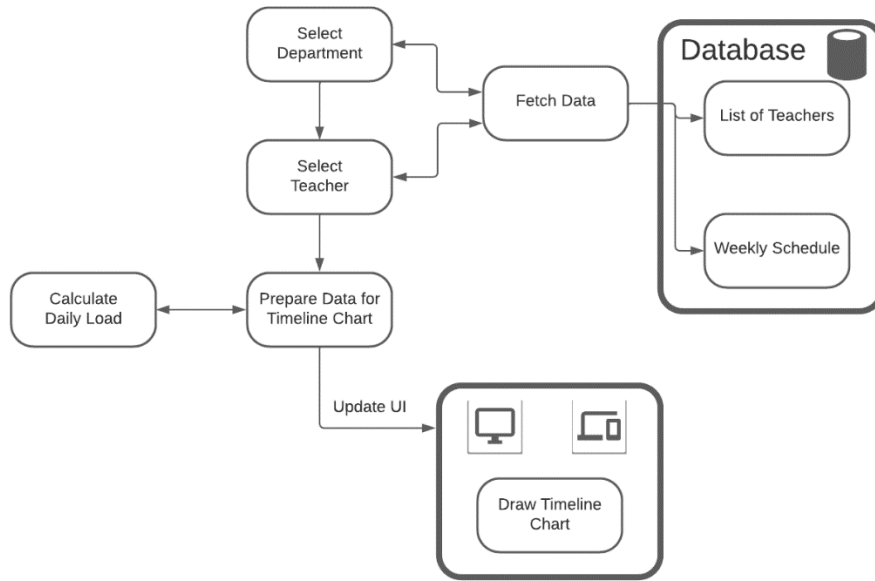 Select
Department
Database
Fetch Data
List of Teachers
Select
Teacher
Weekly Schedule
Calculate
Daily Load
Prepare Data for
Timeline Chart
Update UI
Draw Timeline
Chart